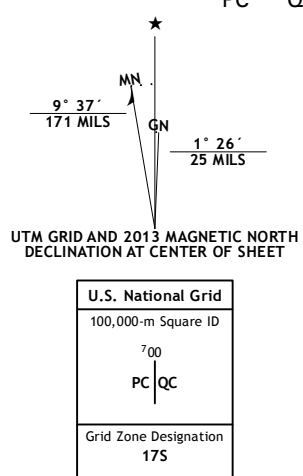 PC
★
MN
9° 37´
171 MILS
GN
1° 26´
25 MILS
UTM GRID AND 2013 MAGNETIC NORTH
DECLINATION AT CENTER OF SHEET
U.S. National Grid
100,000-m Square ID
⁷00
PC QC
Grid Zone Designation
17S